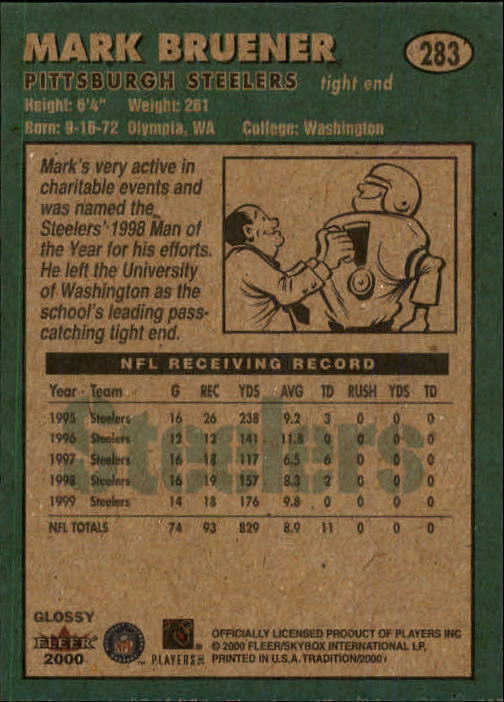 MARK BRUENER
283
PITTSBURGH STEELERS tight end
Height: 6'4" Weight: 261
Born: 9-16-72 Olympia, WA College: Washington
Mark's very active in
charitable events and
was named the
Steelers' 1998 Man of
the Year for his efforts.
He left the University
of Washington as the
school's leading pass-
catching tight end.
NFL RECEIVING RECORD
Year Team G REC YDS AVG TD RUSH YDS TD
1995 Steelers 16 26 238 9.2 3 0 0 0
1996 Steelers 12 12 141 11.8 0 0 0 0
1997 Steelers 16 18 117 6.5 6 0 0 0
1998 Steelers 16 19 157 8.3 2 0 0 0
1999 Steelers 14 18 176 9.8 0 0 0 0
NFL TOTALS 74 93 829 8.9 11 0 0 0
Steelers
GLOSSY
FLEER
2000
NFL
PLAYERS INC
OFFICIALLY LICENSED PRODUCT OF PLAYERS INC
© 2000 FLEER/SKYBOX INTERNATIONAL LP.
PRINTED IN U.S.A. TRADITION/2000